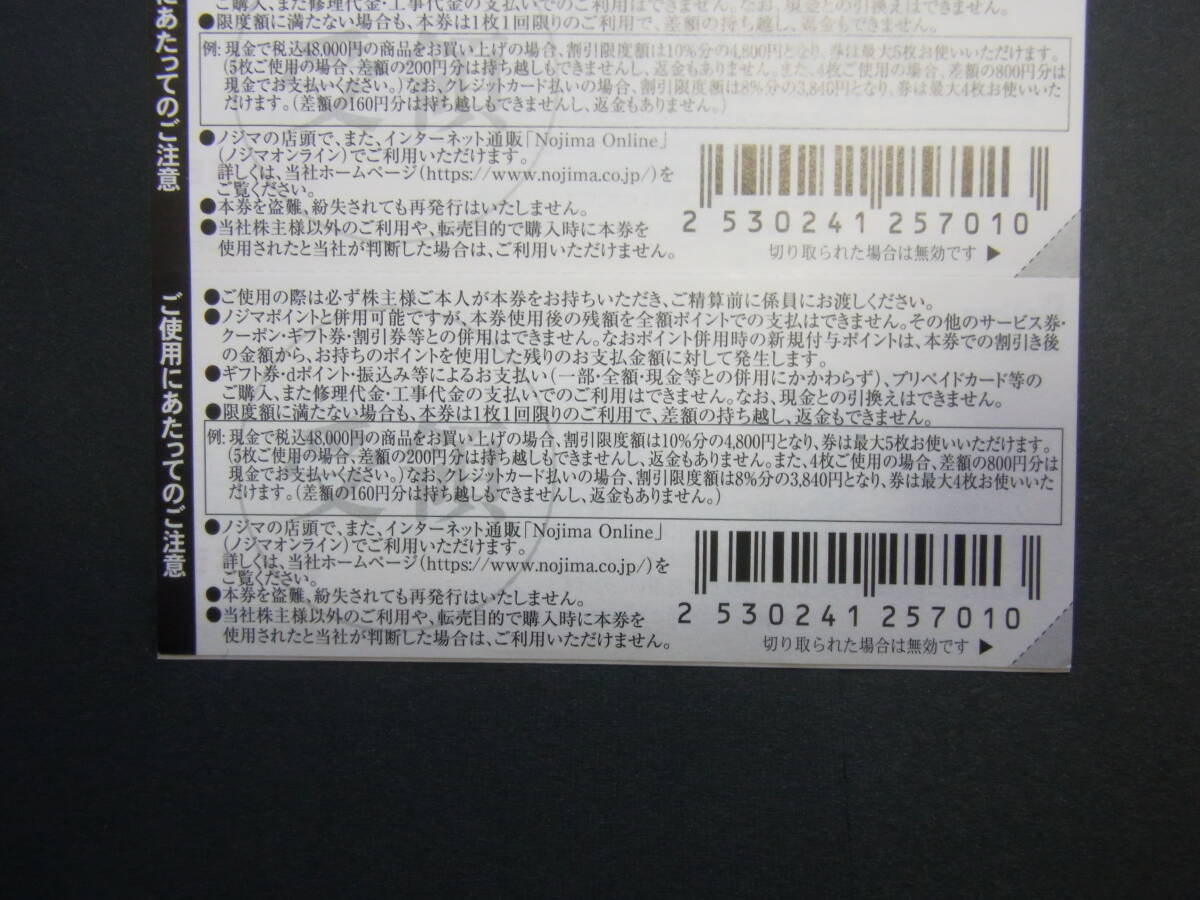 にあたってのご注意
ご購入、また修理代金・工事代金の支払いでのご利用はできません。なお、現金との引換えはできません。
●限度額に満たない場合も、本券は1枚1回限りのご利用で、差額の持ち越し、返金もできません。
例：現金で税込48,000円の商品をお買い上げの場合、割引限度額は10%分の4,800円となり、券は最大5枚お使いいただけます。
(5枚ご使用の場合、差額の200円分は持ち越しもできませんし、返金もありません。また、4枚ご使用の場合、差額の800円分は
現金でお支払いください。)なお、クレジットカード払いの場合、割引限度額は8%分の3,840円となり、券は最大4枚お使いいた
だけます。(差額の160円分は持ち越しもできませんし、返金もありません。)
●ノジマの店頭で、また、インターネット通販「Nojima Online」
(ノジマオンライン)でご利用いただけます。
詳しくは、当社ホームページ(https://www.nojima.co.jp/)を
ご覧ください。
●本券を盗難、紛失されても再発行はいたしません。
●当社株主様以外のご利用や、転売目的で購入時に本券を
使用されたと当社が判断した場合は、ご利用いただけません。
2 530241 257010
切り取られた場合は無効です ▶
ご使用にあたってのご注意
●ご使用の際は必ず株主様ご本人が本券をお持ちいただき、ご精算前に係員にお渡しください。
●ノジマポイントと併用可能ですが、本券使用後の残額を全額ポイントでの支払はできません。その他のサービス券・
クーポン・ギフト券・割引券等との併用はできません。なおポイント併用時の新規付与ポイントは、本券での割引き後
の金額から、お持ちのポイントを使用した残りのお支払金額に対して発生します。
●ギフト券・dポイント・振込み等によるお支払い(一部・全額・現金等との併用にかかわらず)、プリペイドカード等の
ご購入、また修理代金・工事代金の支払いでのご利用はできません。なお、現金との引換えはできません。
●限度額に満たない場合も、本券は1枚1回限りのご利用で、差額の持ち越し、返金もできません。
例：現金で税込48,000円の商品をお買い上げの場合、割引限度額は10%分の4,800円となり、券は最大5枚お使いいただけます。
(5枚ご使用の場合、差額の200円分は持ち越しもできませんし、返金もありません。また、4枚ご使用の場合、差額の800円分は
現金でお支払いください。)なお、クレジットカード払いの場合、割引限度額は8%分の3,840円となり、券は最大4枚お使いいた
だけます。(差額の160円分は持ち越しもできませんし、返金もありません。)
●ノジマの店頭で、また、インターネット通販「Nojima Online」
(ノジマオンライン)でご利用いただけます。
詳しくは、当社ホームページ(https://www.nojima.co.jp/)を
ご覧ください。
●本券を盗難、紛失されても再発行はいたしません。
●当社株主様以外のご利用や、転売目的で購入時に本券を
使用されたと当社が判断した場合は、ご利用いただけません。
2 530241 257010
切り取られた場合は無効です ▶